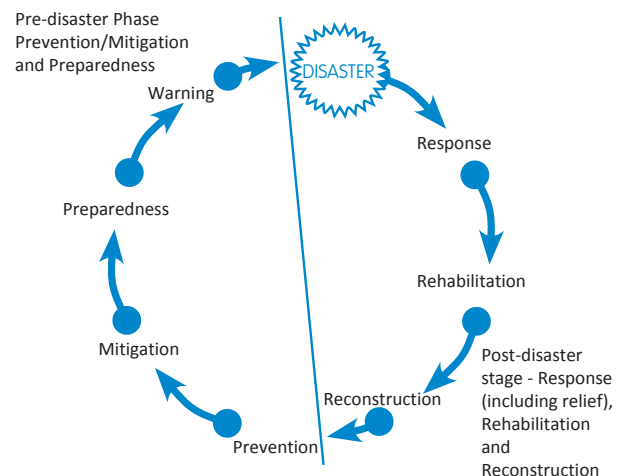 Pre-disaster Phase
Prevention/Mitigation
and Preparedness
Warning
DISASTER
Response
Preparedness
Rehabilitation
Mitigation
Post-disaster
stage - Response
(including relief),
Rehabilitation
and
Reconstruction
Reconstruction
Prevention